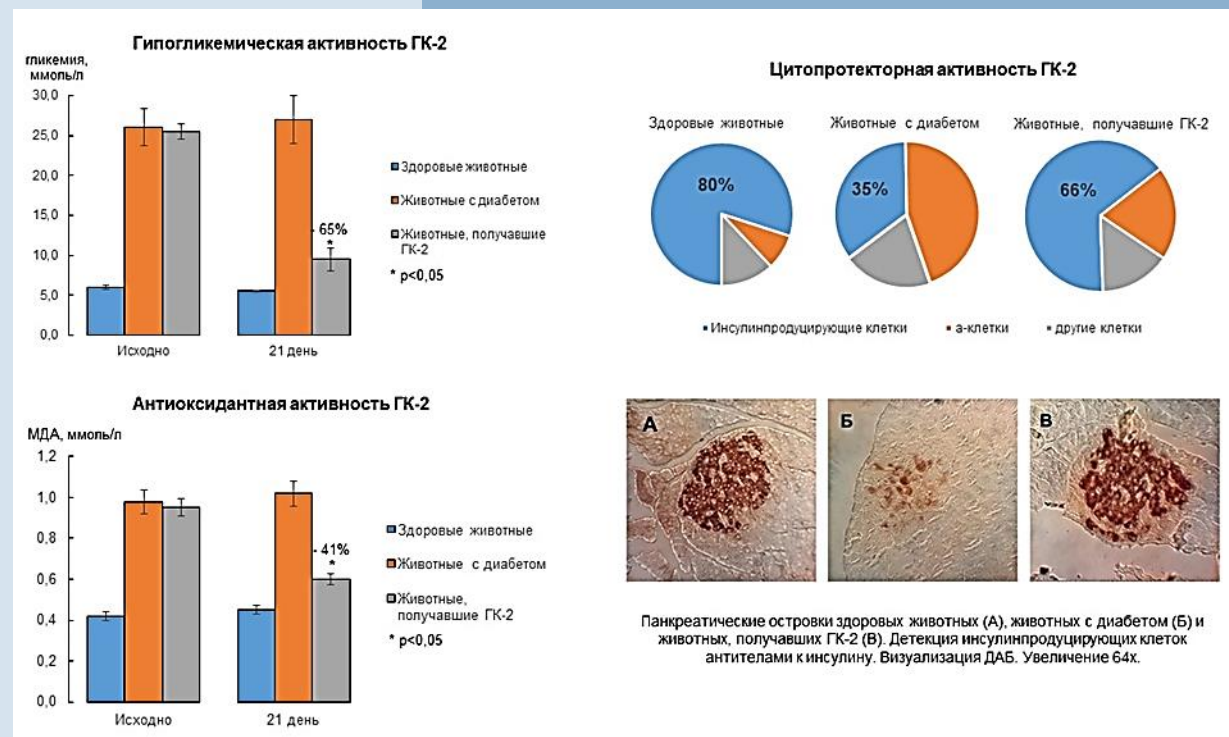 Гипогликемическая активность ГК-2
гликемия,
ммоль/л
30,0
25,0
20,0
15,0
10,0
5,0
0,0
- 65%
*
Исходно
21 день
Здоровые животные
Животные с диабетом
Животные, получавшие
ГК-2
* p<0,05
Антиоксидантная активность ГК-2
МДА, ммоль/л
1,2
1,0
0,8
0,6
0,4
0,2
0,0
- 41%
*
Исходно
21 день
Здоровые животные
Животные с диабетом
Животные,
получавшие ГК-2
* p<0,05
Цитопротекторная активность ГК-2
Здоровые животные
Животные с диабетом
Животные, получавшие ГК-2
80%
35%
66%
Инсулинпродуцирующие клетки
а-клетки
другие клетки
А
Б
В
Панкреатические островки здоровых животных (А), животных с диабетом (Б) и
животных, получавших ГК-2 (В). Детекция инсулинпродуцирующих клеток
антителами к инсулину. Визуализация ДАБ. Увеличение 64х.